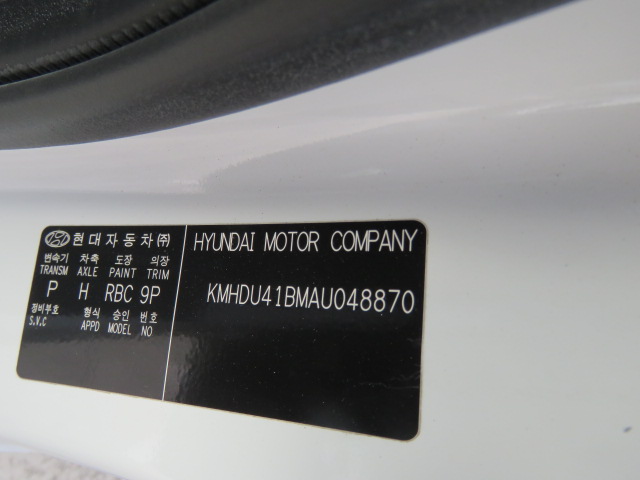 현대자동차㈜
변속기 차축 도장 의장
TRANSM AXLE PAINT TRIM
P H RBC 9P
정비부호 형식 승인 번호
S.V.C APPD MODEL NO
HYUNDAI MOTOR COMPANY
KMHDU41BMAU048870